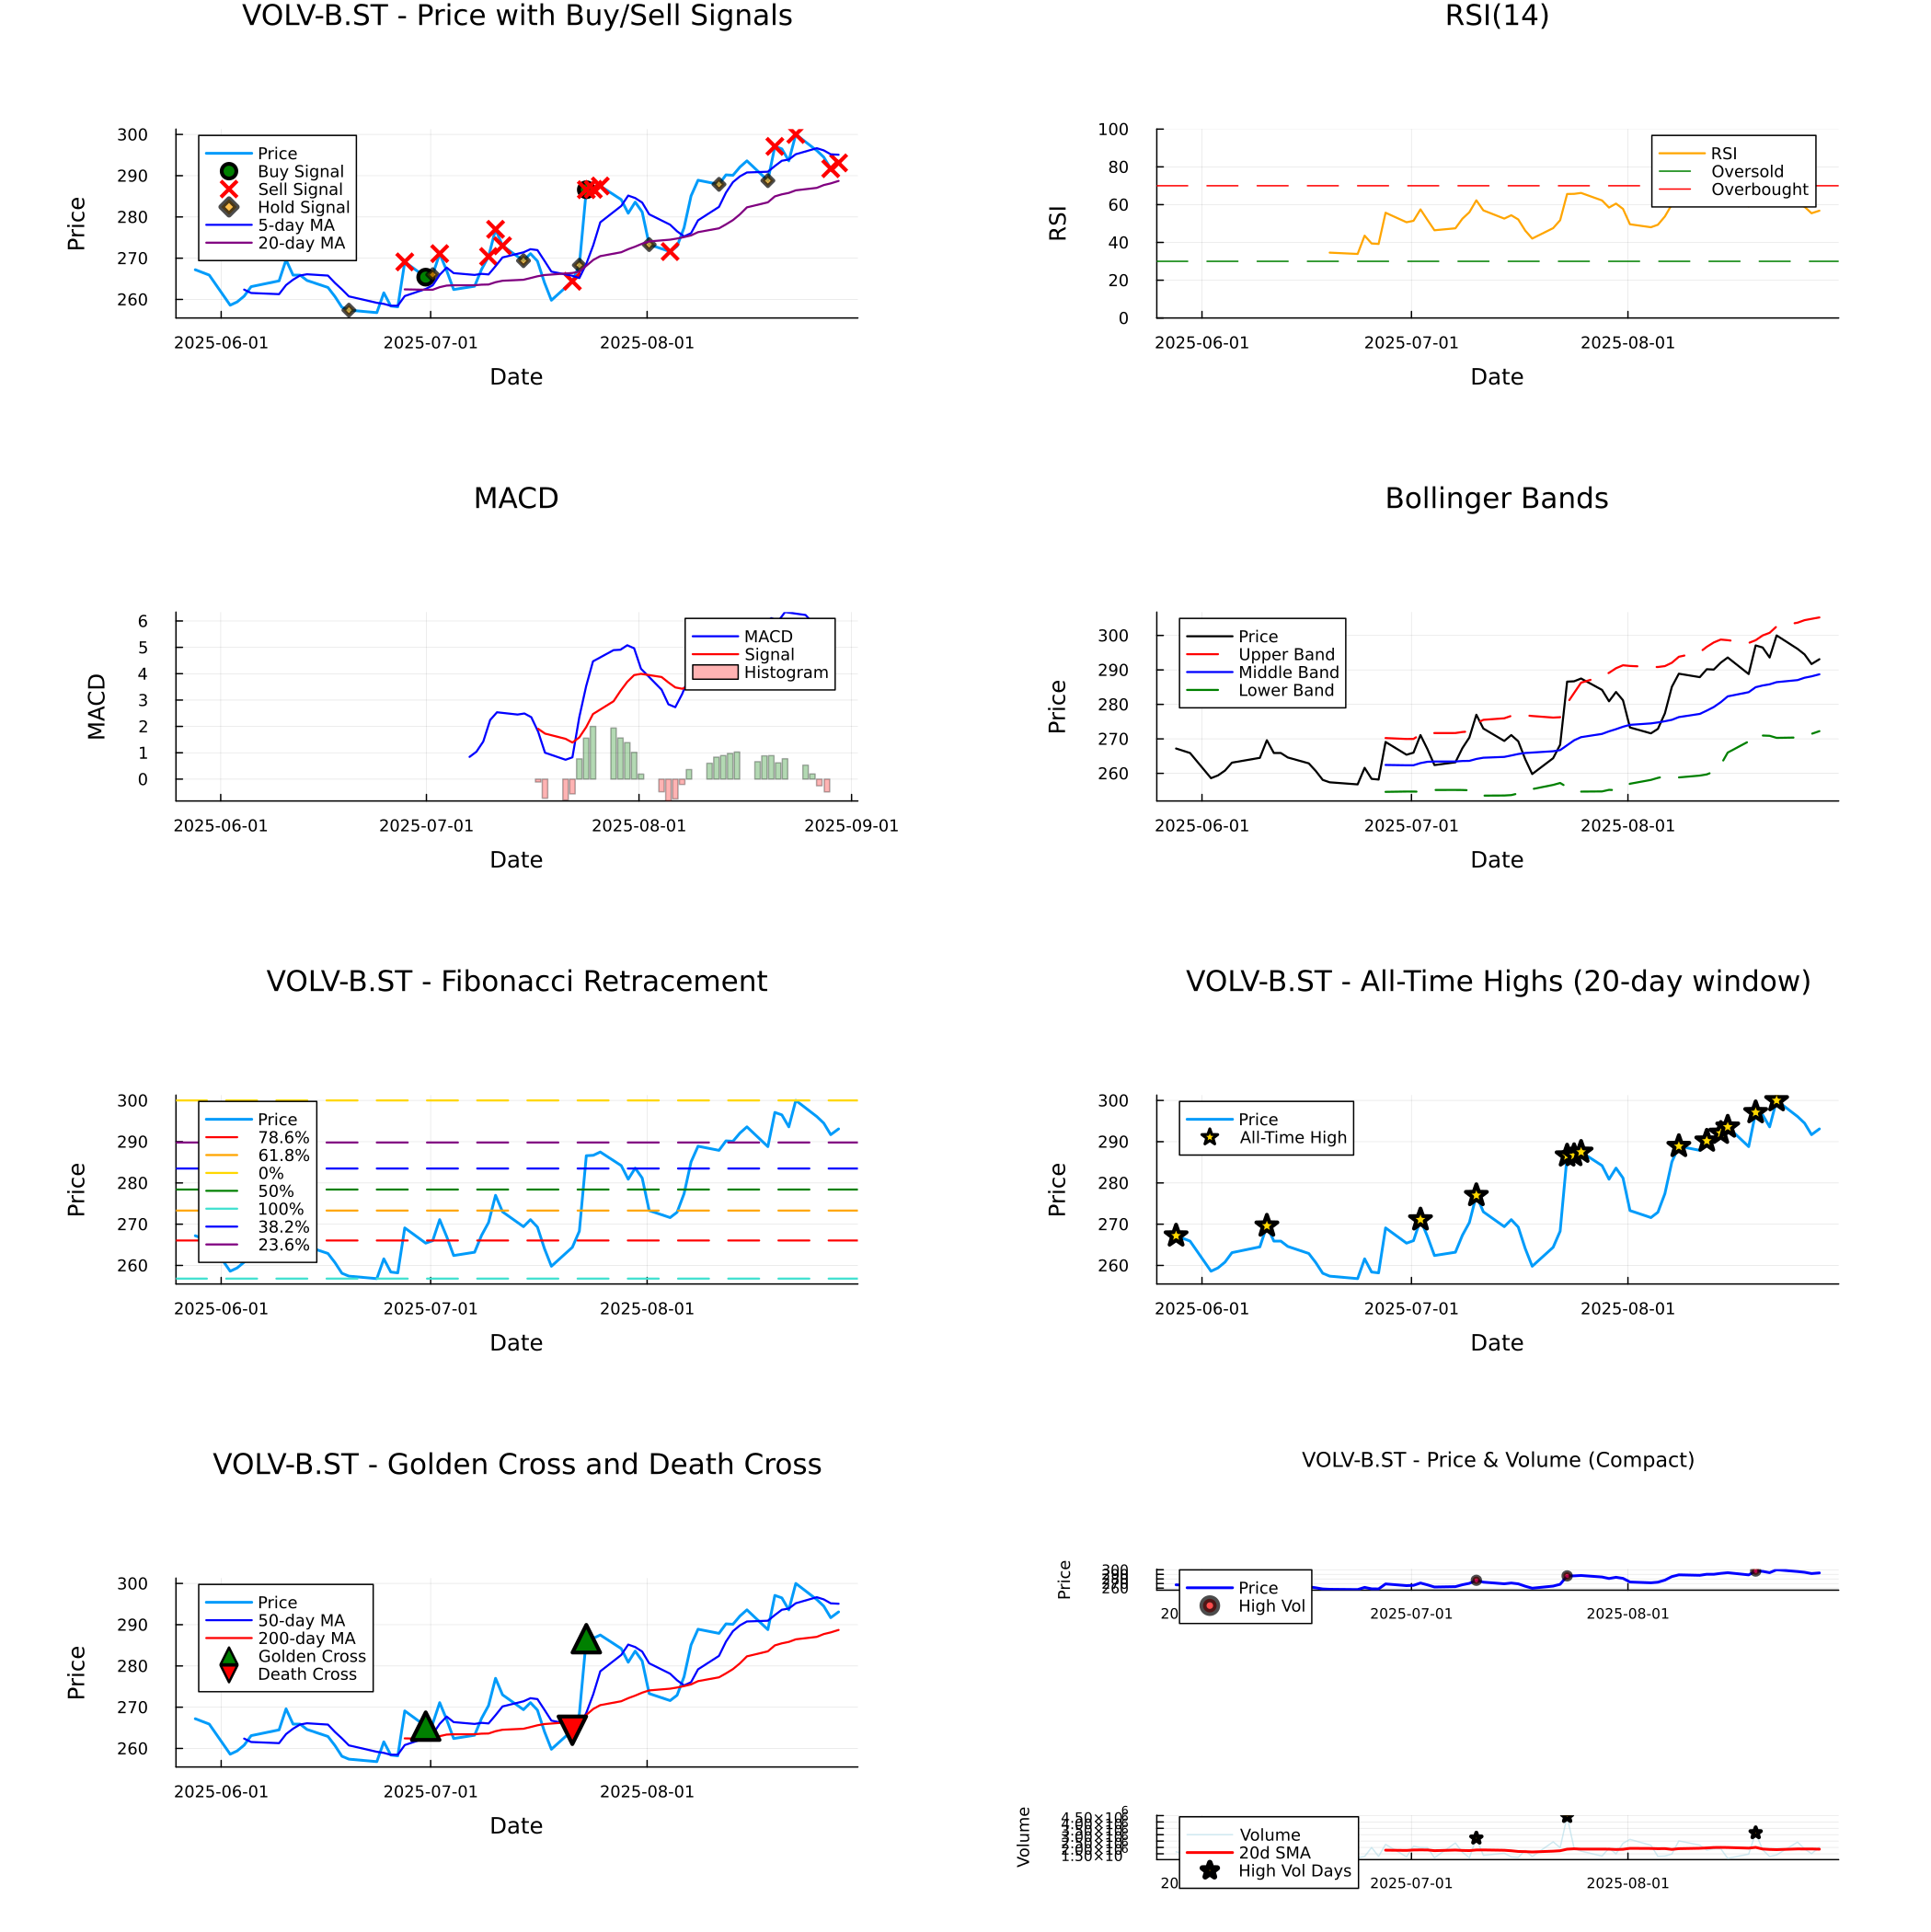 VOLV-B.ST - Price with Buy/Sell Signals
Price
300
290
280
270
260
Price
Buy Signal
Sell Signal
Hold Signal
5-day MA
20-day MA
2025-06-01
2025-07-01
2025-08-01
Date
RSI(14)
RSI
100
80
60
40
20
0
RSI
Oversold
Overbought
2025-06-01
2025-07-01
2025-08-01
Date
MACD
MACD
6
5
4
3
2
1
0
MACD
Signal
Histogram
2025-06-01
2025-07-01
2025-08-01
2025-09-01
Date
Bollinger Bands
Price
300
290
280
270
260
Price
Upper Band
Middle Band
Lower Band
2025-06-01
2025-07-01
2025-08-01
Date
VOLV-B.ST - Fibonacci Retracement
Price
300
290
280
270
260
Price
78.6%
61.8%
0%
50%
100%
38.2%
23.6%
2025-06-01
2025-07-01
2025-08-01
Date
VOLV-B.ST - All-Time Highs (20-day window)
Price
300
290
280
270
260
Price
All-Time High
2025-06-01
2025-07-01
2025-08-01
Date
VOLV-B.ST - Golden Cross and Death Cross
Price
300
290
280
270
260
Price
50-day MA
200-day MA
Golden Cross
Death Cross
2025-06-01
2025-07-01
2025-08-01
Date
VOLV-B.ST - Price & Volume (Compact)
Price
300
260
Price
High Vol
20
2025-07-01
2025-08-01
Volume
Volume
20d SMA
High Vol Days
20
2025-07-01
2025-08-01